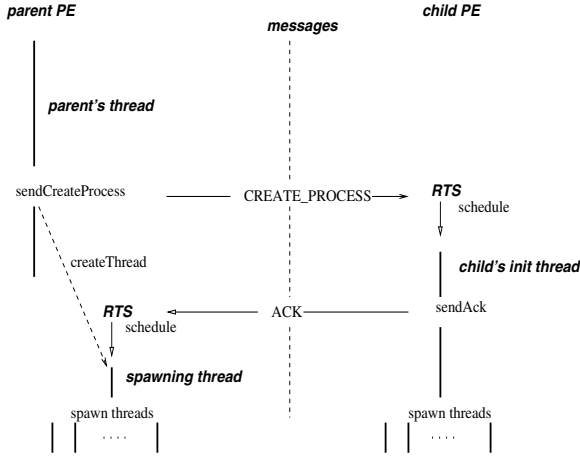 parent PE
messages
child PE
parent's thread
sendCreateProcess
CREATE_PROCESS
RTS
schedule
createThread
child's init thread
RTS
ACK
sendAck
schedule
spawning thread
spawn threads
spawn threads
....
....